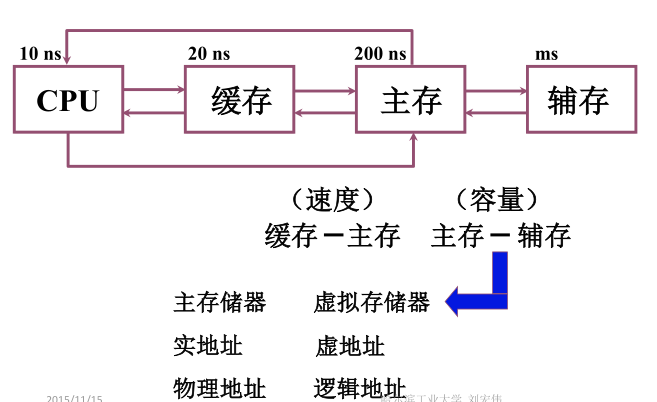 10 ns 20 ns 200 ns ms
CPU 缓存 主存 辅存
（速度） （容量）
缓存－主存 主存－辅存
主存储器 虚拟存储器
实地址 虚地址
物理地址 逻辑地址
2015/11/15 工业大学 刘宏伟